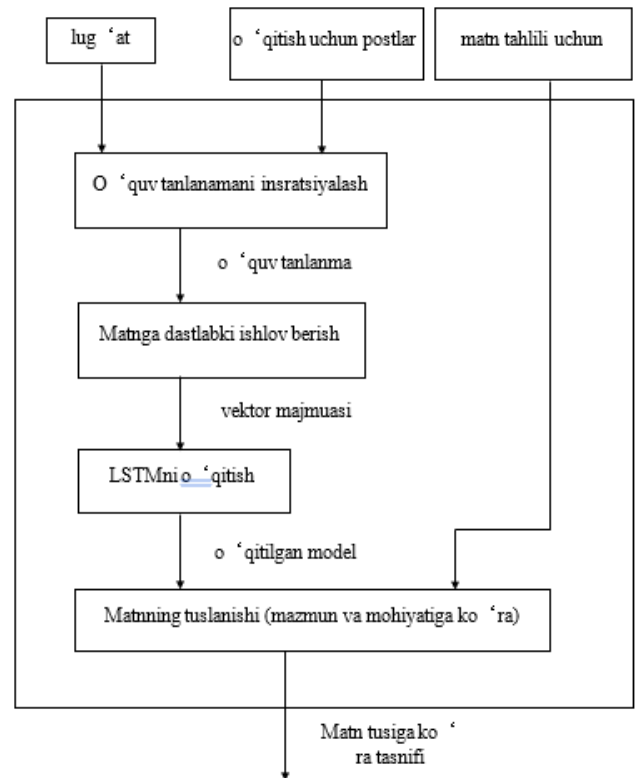 lug ‘at
o ‘qitish uchun postlar
matn tahlili uchun
O ‘quv tanlanamani insratsiyalash
o ‘quv tanlanma
Matnga dastlabki ishlov berish
vektor majmuasi
LSTMni o ‘qitish
o ‘qitilgan model
Matnning tuslanishi (mazmun va mohiyatiga ko ‘ra)
Matn tusiga ko ‘
ra tasnifi